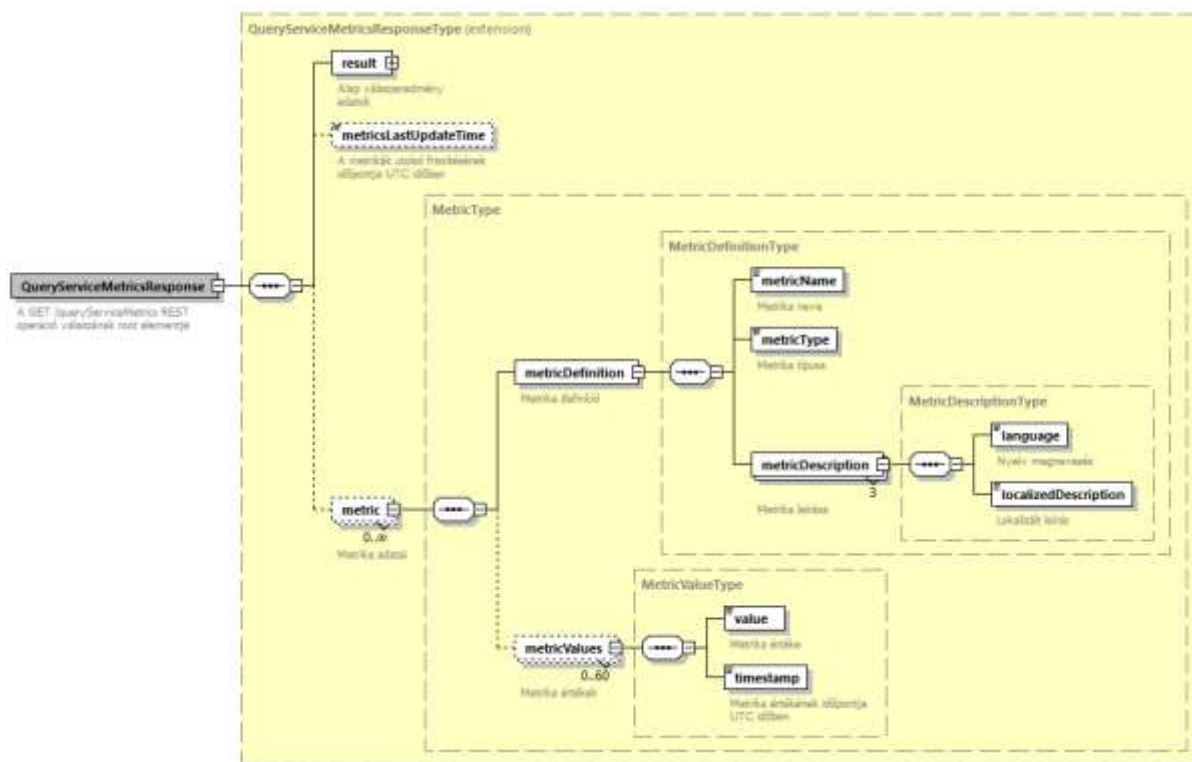 QueryServiceMetricsResponseType (extension)
result
Alap válaszeredmény
adatok
metricsLastUpdateTime
A metrikák utolsó frissítésének
időpontja UTC időben
MetricType
MetricDefinitionType
QueryServiceMetricsResponse
A GET /queryServiceMetrics REST
operáció válaszának root elementje
metricName
Metrika neve
metricType
Metrika típusa
metricDefinition
Metrika definíció
MetricDescriptionType
language
Nyelv megnevezés
metricDescription
3
Metrika leírása
localizedDescription
Lokalizált leírás
metric
0..∞
Metrika adatai
MetricValueType
value
Metrika értéke
metricValues
0..60
Metrika értékek
timestamp
Metrika értékének időpontja
UTC időben